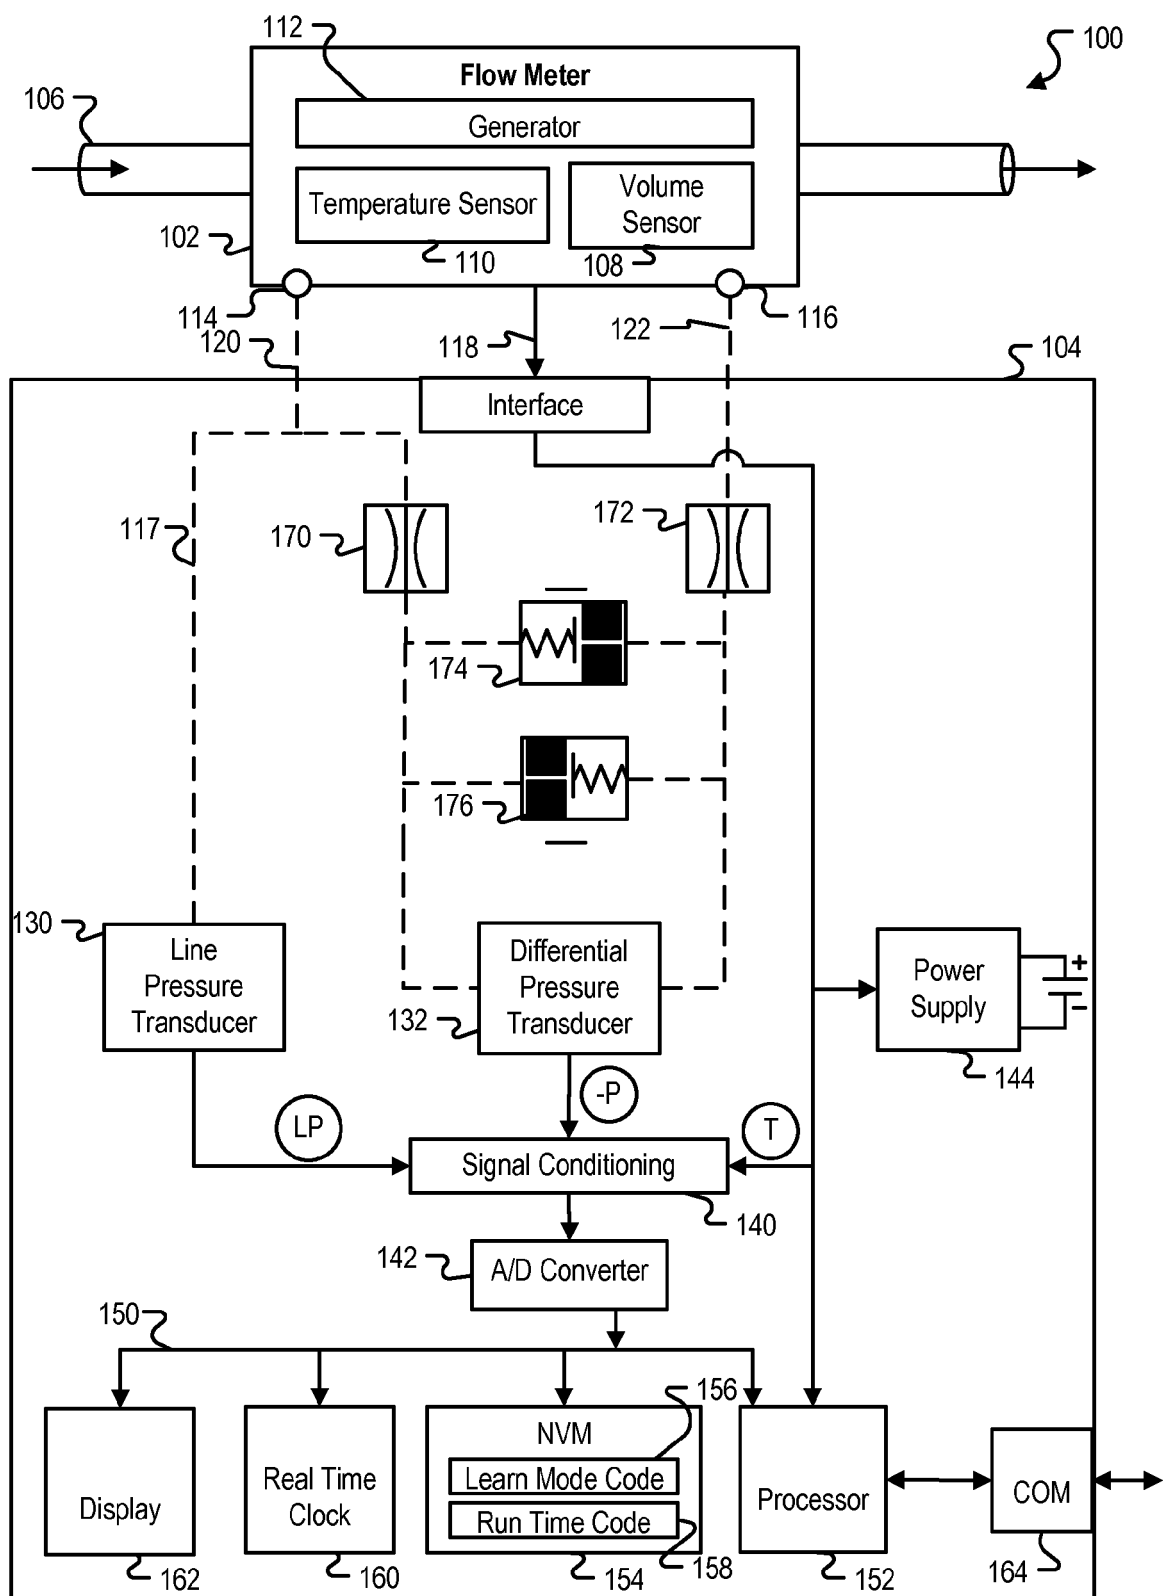 112
100
Flow Meter
106
Generator
Temperature Sensor
Volume
Sensor
102
110
108
114
116
120
118
122
104
Interface
117
170
172
174
176
130
Line
Pressure
Transducer
Differential
Pressure
Transducer
132
Power
Supply
+
-
144
-P
LP
T
Signal Conditioning
140
142
A/D Converter
150
156
NVM
Learn Mode Code
Run Time Code
Display
Real Time
Clock
Processor
COM
162
160
154
158
152
164